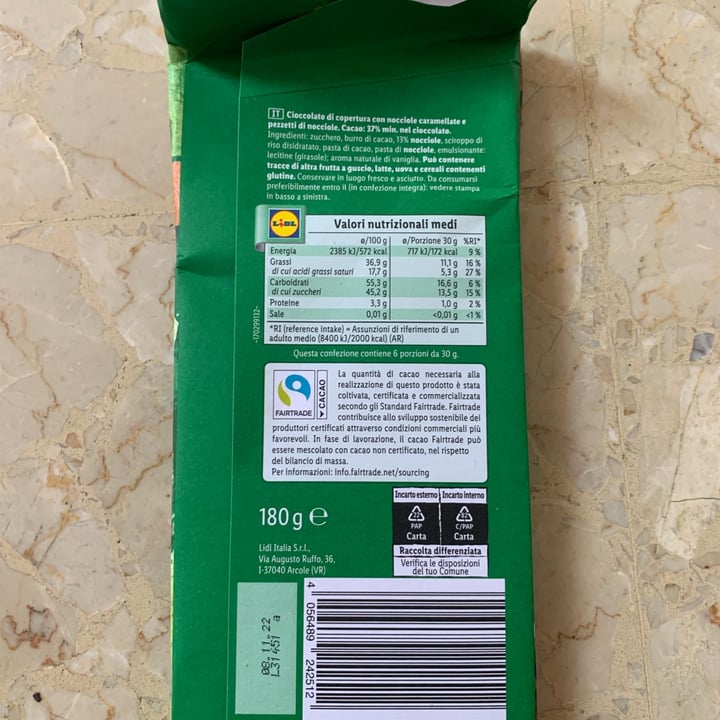 IT Cioccolato di copertura con nocciole caramellate e
pezzetti di nocciole. Cacao: 37% min. nel cioccolato.
Ingredienti: zucchero, burro di cacao, 13% nocciole, sciroppo di
riso disidratato, pasta di cacao, pasta di nocciole, emulsionante:
lecitine (girasole); aroma naturale di vaniglia. Può contenere
tracce di altra frutta a guscio, latte, uova e cereali contenenti
glutine. Conservare in luogo fresco e asciutto. Da consumarsi
preferibilmente entro il (in confezione integra): vedere stampa
in basso a sinistra.
LIDL
Valori nutrizionali medi
ø/100 g ø/Porzione 30 g %RI*
Energia 2385 kJ/572 kcal 717 kJ/172 kcal 9 %
Grassi 36,9 g 11,1 g 16 %
di cui acidi grassi saturi 17,7 g 5,3 g 27 %
Carboidrati 55,3 g 16,6 g 6 %
di cui zuccheri 45,2 g 13,5 g 15 %
Proteine 3,3 g 1,0 g 2 %
Sale 0,01 g <0,01 g <1 %
*RI (reference intake) = Assunzioni di riferimento di un
adulto medio (8400 kJ/2000 kcal) (AR)
-170299132-
Questa confezione contiene 6 porzioni da 30 g.
FAIRTRADE
CACAO
La quantità di cacao necessaria alla
realizzazione di questo prodotto è stata
coltivata, certificata e commercializzata
secondo gli Standard Fairtrade. Fairtrade
contribuisce allo sviluppo sostenibile dei
produttori certificati attraverso condizioni commerciali più
favorevoli. In fase di lavorazione, il cacao Fairtrade può
essere mescolato con cacao non certificato, nel rispetto
del bilancio di massa.
Per informazioni: info.fairtrade.net/sourcing
180 g e
Lidl Italia S.r.l.,
Via Augusto Ruffo, 36,
I-37040 Arcole (VR)
Incarto esterno Incarto interno
22 82
PAP C/PAP
Carta Carta
Raccolta differenziata
Verifica le disposizioni
del tuo Comune
08.11.22
L31451 a
4 056489 242512